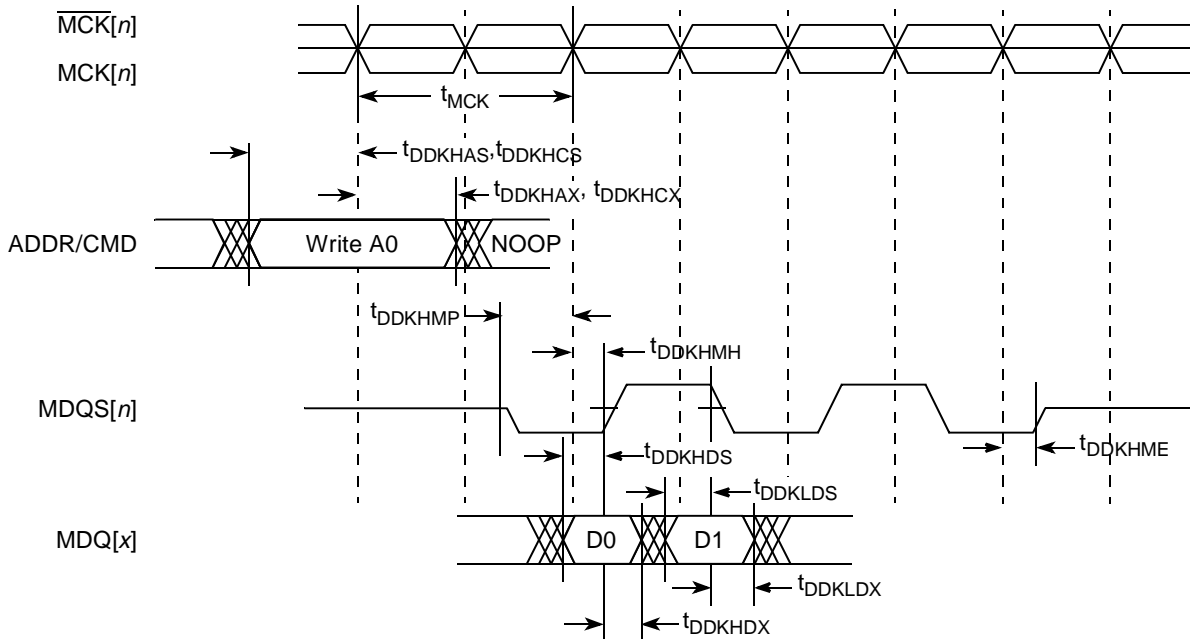 MCK[n]
MCK[n]
tMCK
tDDKHAS,tDDKHCS
tDDKHAX, tDDKHCX
ADDR/CMD
Write A0
NOOP
tDDKHMP
tDDKHMH
MDQS[n]
tDDKHME
tDDKHDS
tDDKLDS
MDQ[x]
D0
D1
tDDKLDX
tDDKHDX